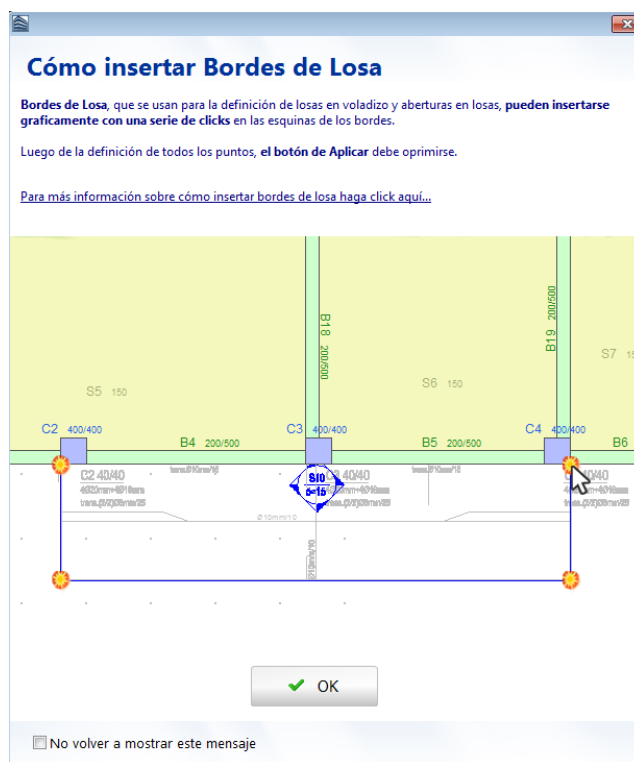 Cómo insertar Bordes de Losa
Bordes de Losa, que se usan para la definición de losas en voladizo y aberturas en losas, pueden insertarse
graficamente con una serie de clicks en las esquinas de los bordes.
Luego de la definición de todos los puntos, el botón de Aplicar debe oprimirse.
Para más información sobre cómo insertar bordes de losa haga click aquí...
B18 200/500
B19 200/500
S7
S6 150
S5 150
C2 400/400
C3 400/400
C4 400/400
B4 200/500
B5 200/500
B6
C2 40/40
40/40
Ø10mm/10
OK
No volver a mostrar este mensaje